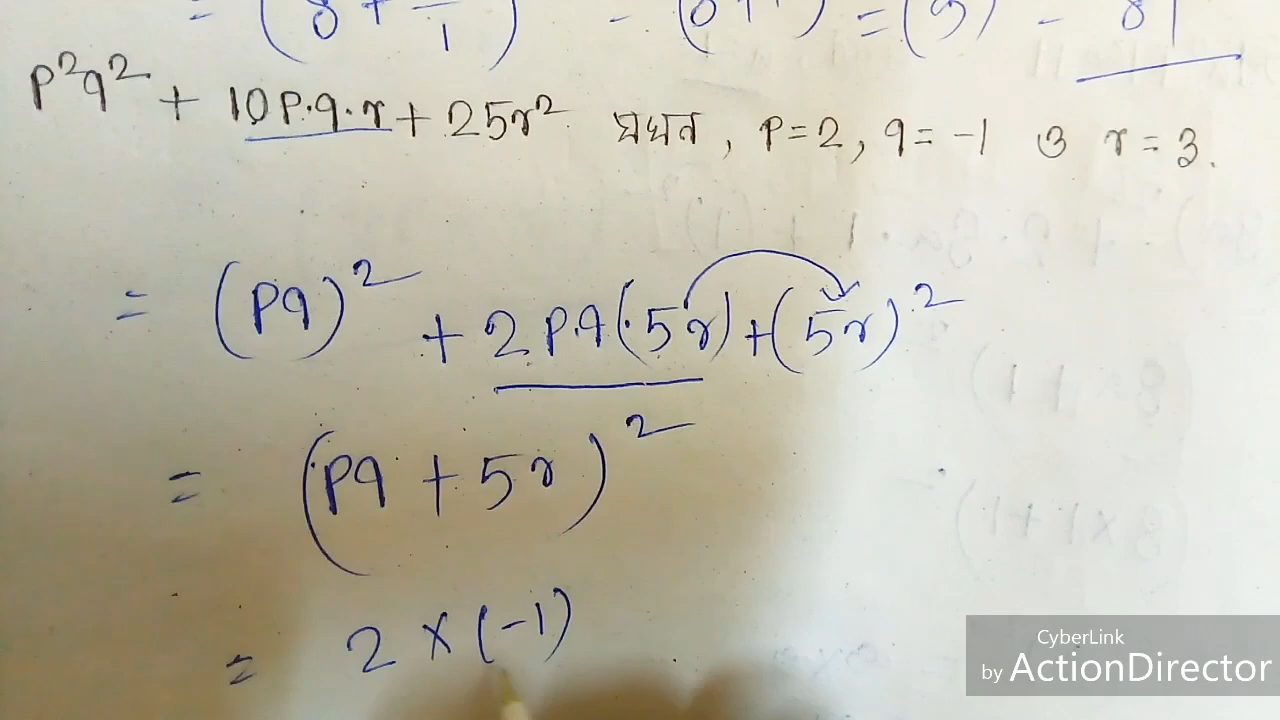 p²q² + 10p·q·r + 25r² যখন, p=2, q= -1 ও r = 3.
= (pq)² + 2 p.q(·5r) + (5r)²
= (pq + 5r)²
= 2 × (-1)
CyberLink
by ActionDirector